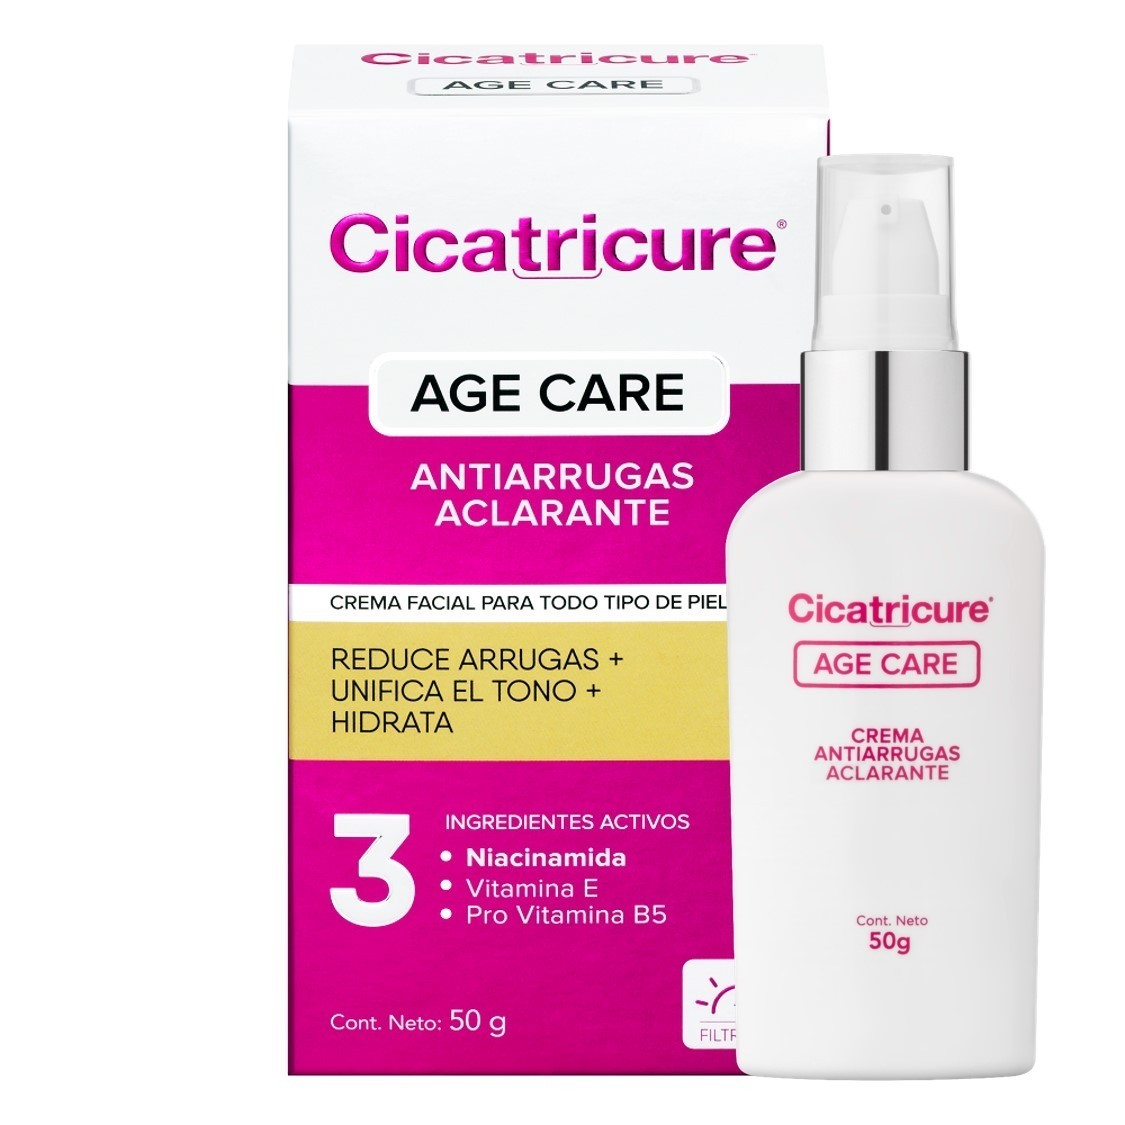 Cicatricure
AGE CARE
Cicatricure®
AGE CARE
ANTIARRUGAS
ACLARANTE
CREMA FACIAL PARA TODO TIPO DE PIEL
REDUCE ARRUGAS +
UNIFICA EL TONO +
HIDRATA
3
INGREDIENTES ACTIVOS
• Niacinamida
• Vitamina E
• Pro Vitamina B5
Cont. Neto: 50 g
Cicatricure®
AGE CARE
CREMA
ANTIARRUGAS
ACLARANTE
Cont. Neto
50g